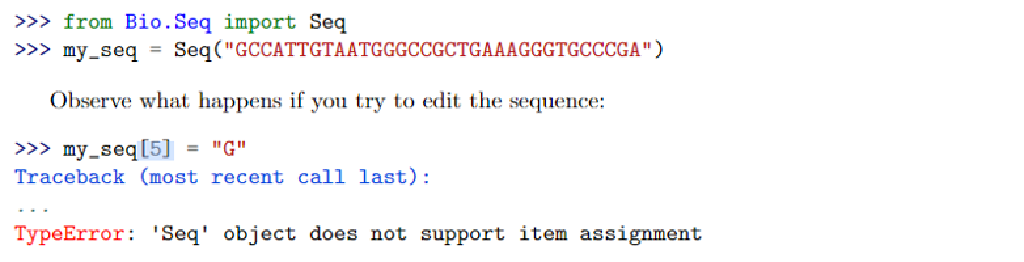 >>> from Bio.Seq import Seq
>>> my_seq = Seq("GCCATTGTAATGGGCCGCTGAAAGGGTGCCCGA")
Observe what happens if you try to edit the sequence:
>>> my_seq[5] = "G"
Traceback (most recent call last):
...
TypeError: 'Seq' object does not support item assignment